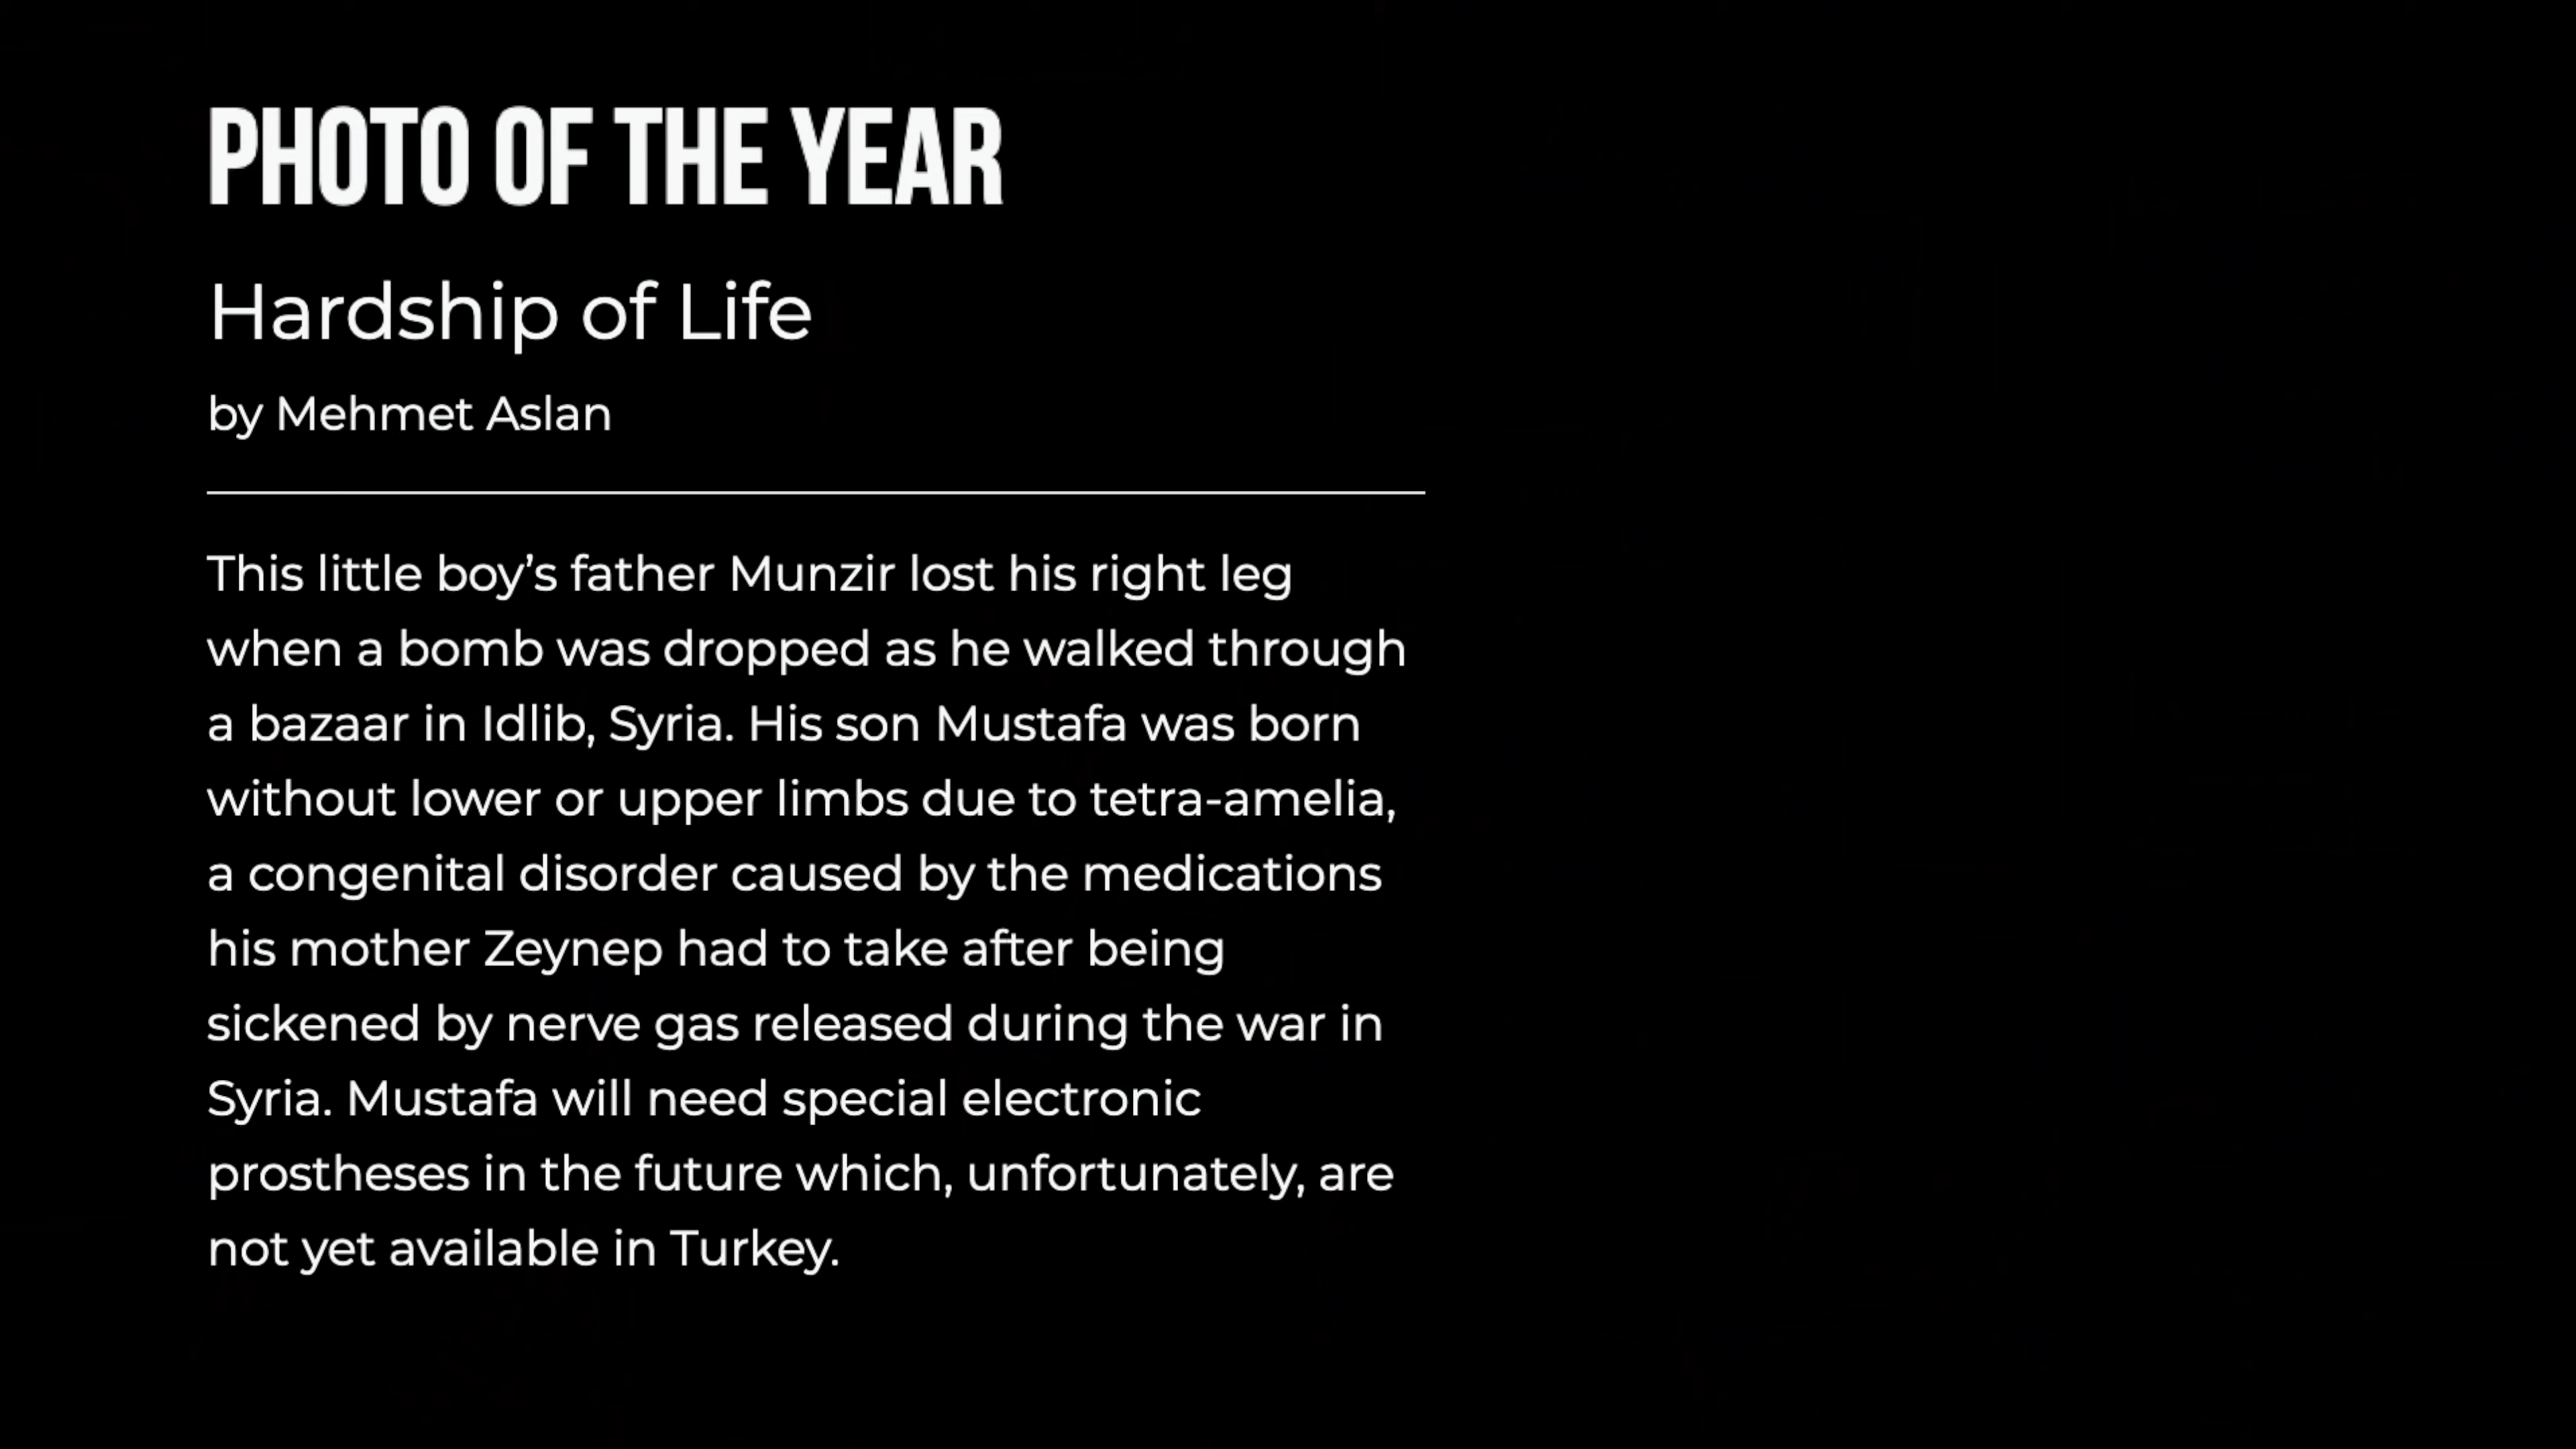 PHOTO OF THE YEAR
Hardship of Life
by Mehmet Aslan
This little boy’s father Munzir lost his right leg
when a bomb was dropped as he walked through
a bazaar in Idlib, Syria. His son Mustafa was born
without lower or upper limbs due to tetra-amelia,
a congenital disorder caused by the medications
his mother Zeynep had to take after being
sickened by nerve gas released during the war in
Syria. Mustafa will need special electronic
prostheses in the future which, unfortunately, are
not yet available in Turkey.